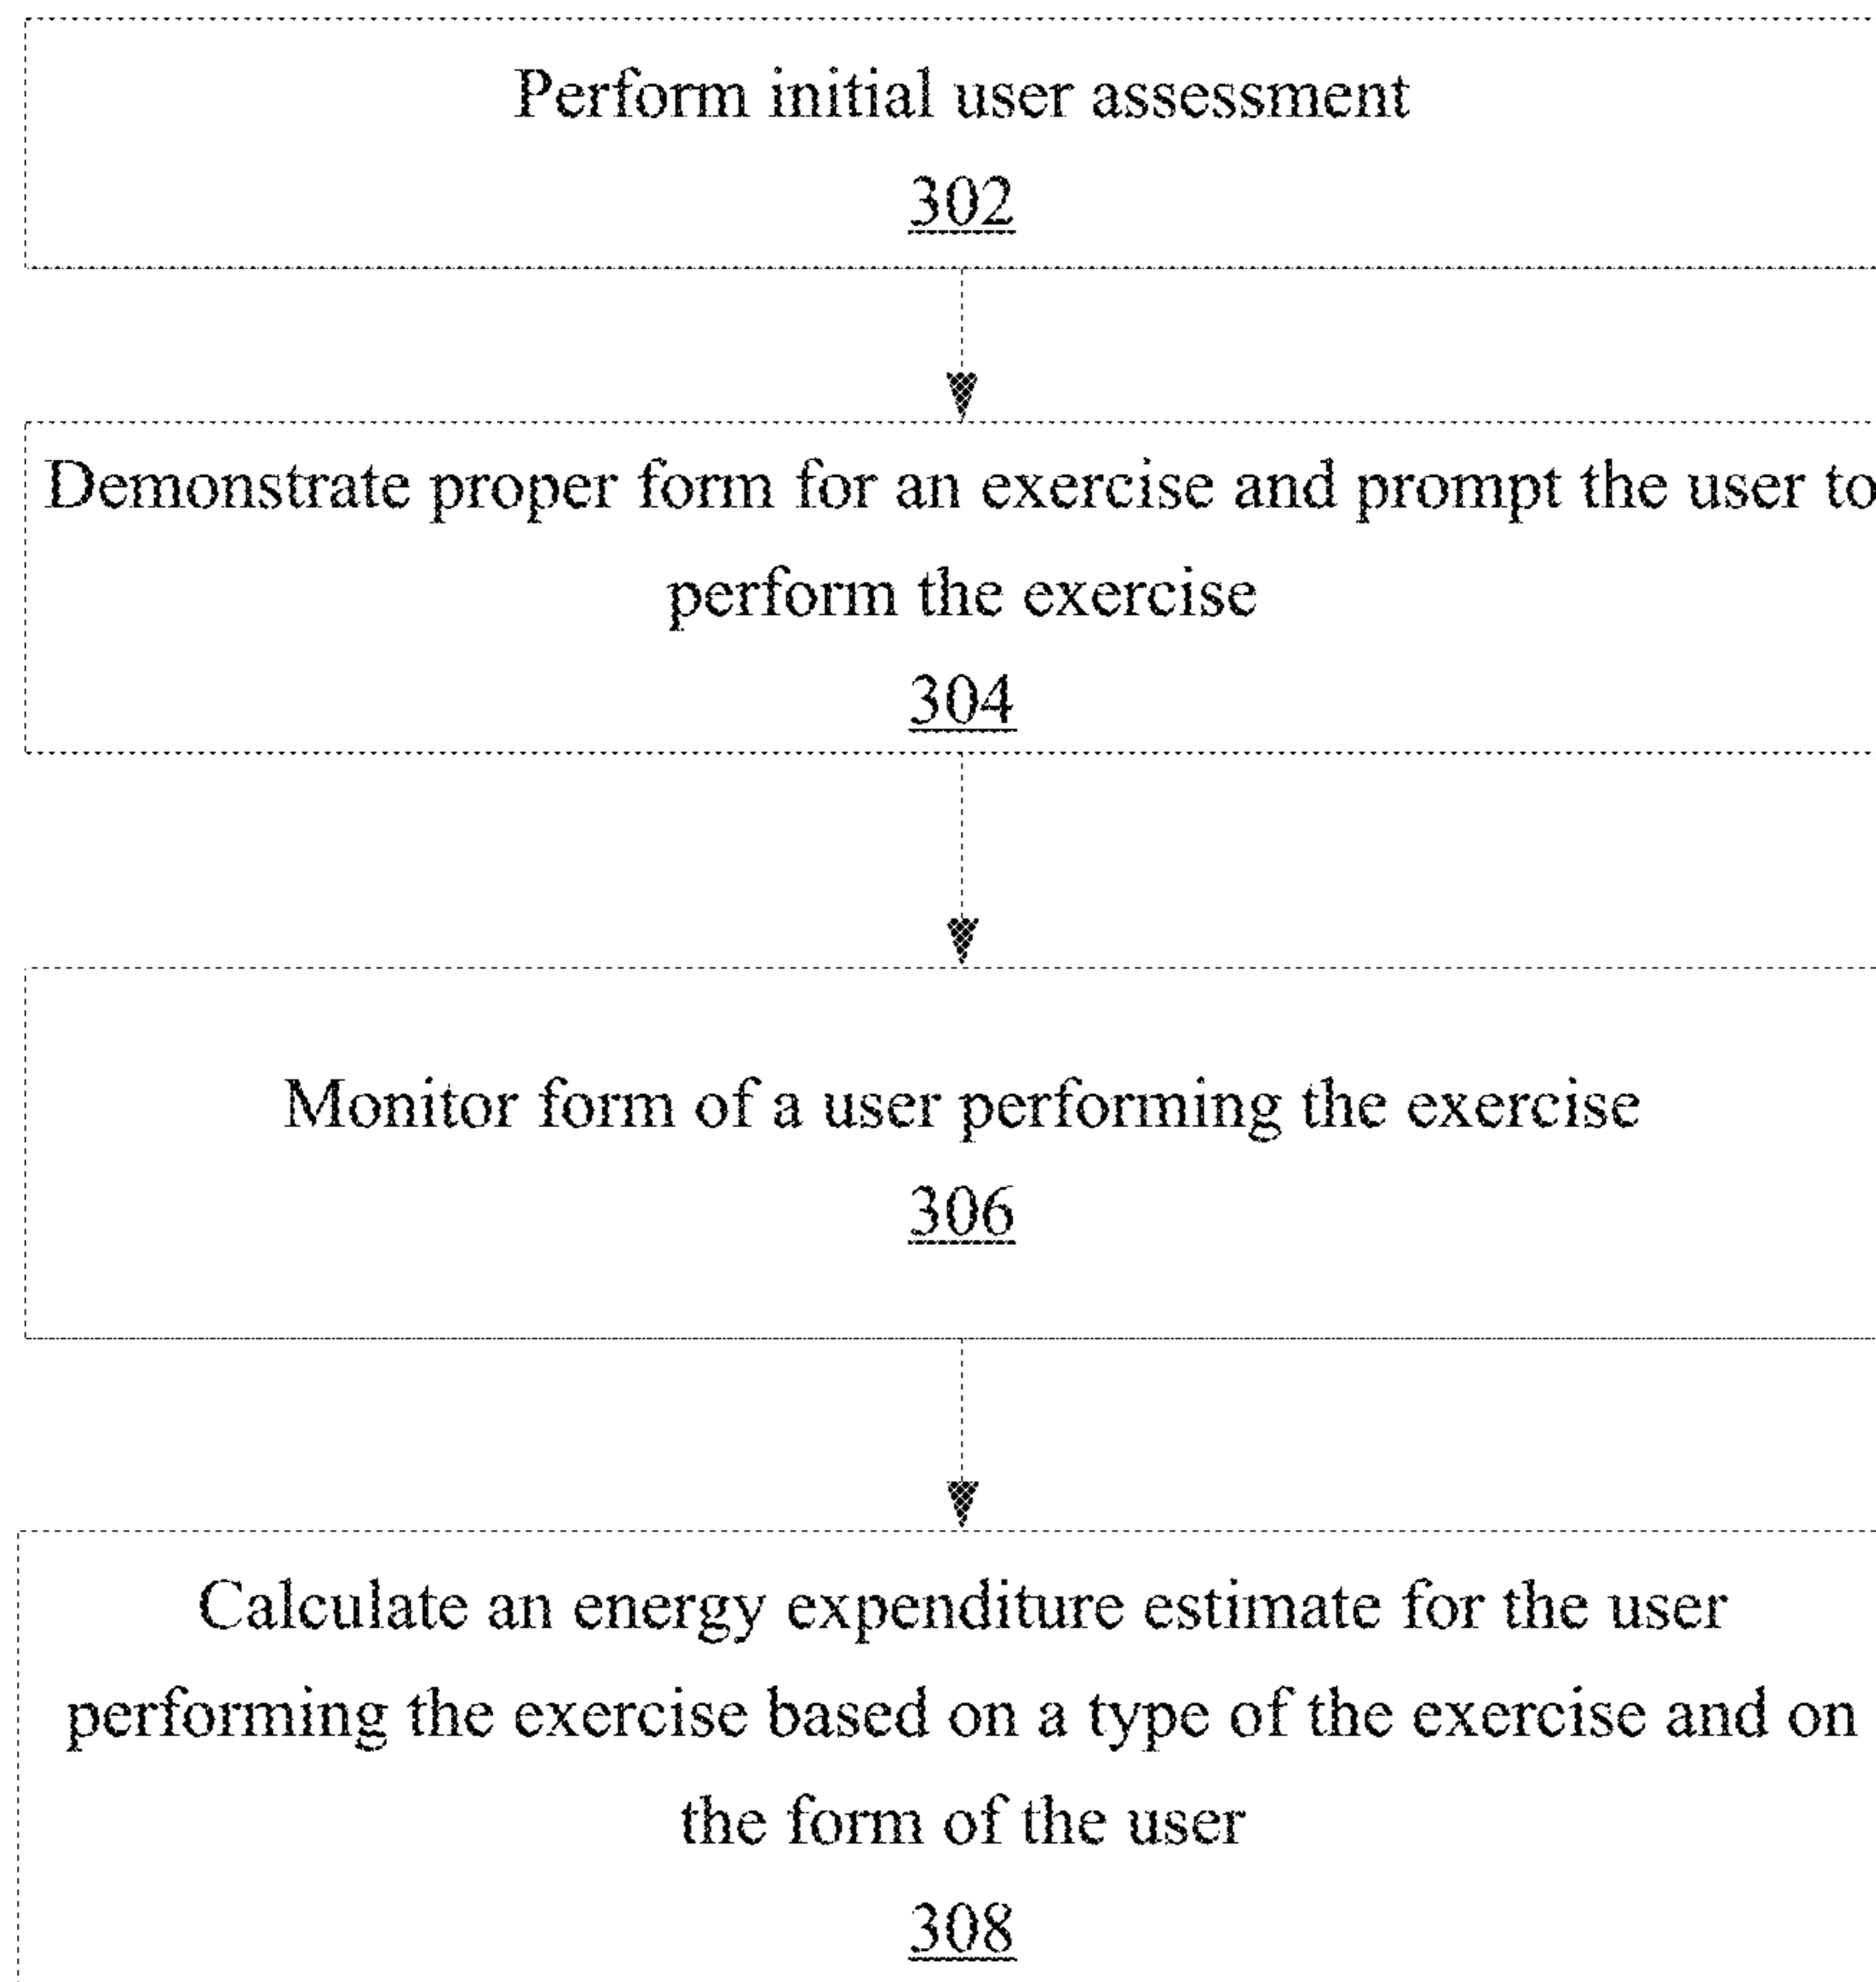 Perform initial user assessment
302
Demonstrate proper form for an exercise and prompt the user to
perform the exercise
304
Monitor form of a user performing the exercise
306
Calculate an energy expenditure estimate for the user
performing the exercise based on a type of the exercise and on
the form of the user
308